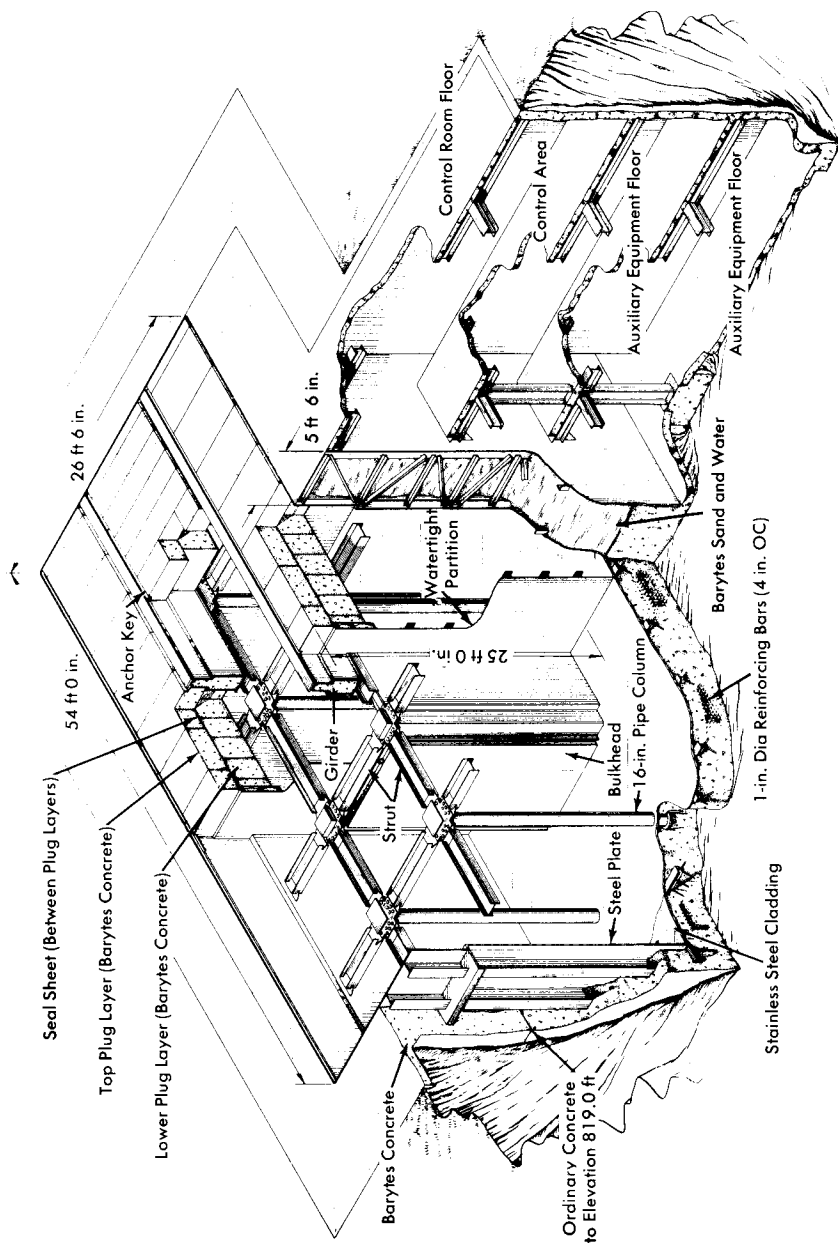 Seal Sheet (Between Plug Layers)
Top Plug Layer (Barytes Concrete)
Lower Plug Layer (Barytes Concrete)
54 ft 0 in.
26 ft 6 in.
Anchor Key
5 ft 6 in.
Control Room Floor
Control Area
Auxiliary Equipment Floor
Auxiliary Equipment Floor
Watertight
Partition
25 ft 0 in.
Girder
Strut
Bulkhead
16-in. Pipe Column
Steel Plate
Barytes Concrete
Ordinary Concrete
to Elevation 819.0 ft
Stainless Steel Cladding
1-in. Dia Reinforcing Bars (4 in. OC)
Barytes Sand and Water